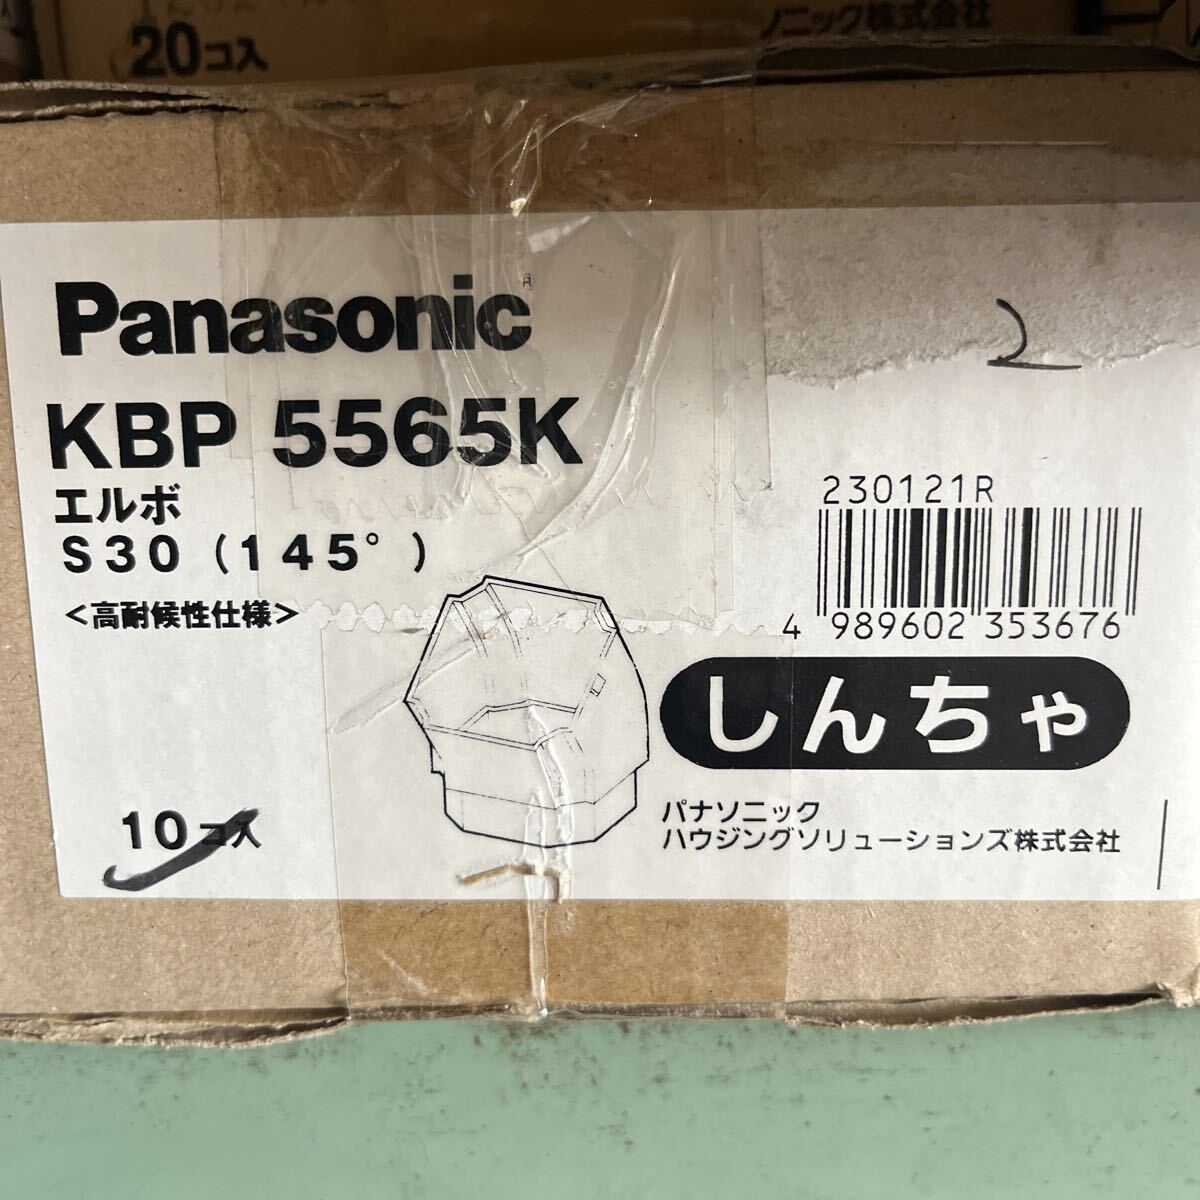 20コ入
ソニック株式会社
Panasonic®
KBP 5565K
エルボ
S30(145°)
<高耐候性仕様>
10コ入
2
230121R
4 989602 353676
しんちゃ
パナソニック
ハウジングソリューションズ株式会社